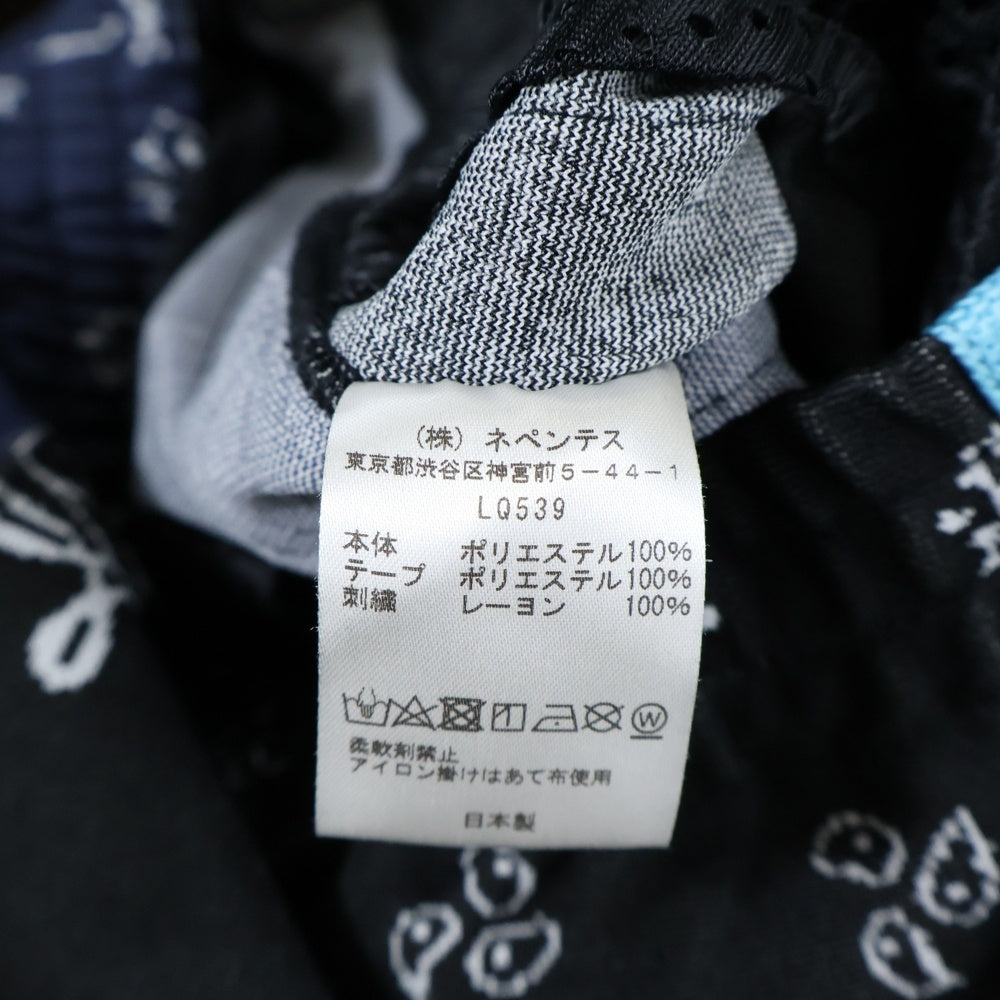 (株) ネペンテス
東京都渋谷区神宮前5-44-1
LQ539
本体 ポリエステル100%
テープ ポリエステル100%
刺繍 レーヨン 100%
W
柔軟剤禁止
アイロン掛けはあて布使用
日本製